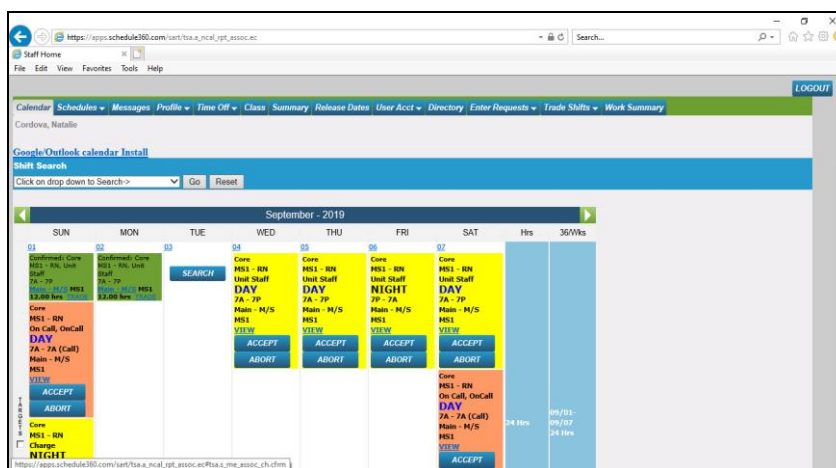 https://apps.schedule360.com/sart/tsa.a_ncal_rpt_assoc.ec
Search...
Staff Home
File Edit View Favorites Tools Help
LOGOUT
Calendar Schedules Messages Profile Time Off Class Summary Release Dates User Acct Directory Enter Requests Trade Shifts Work Summary
Cordova, Natalie
Google/Outlook calendar Install
Shift Search
Click on drop down to Search-> Go Reset
September - 2019
SUN MON TUE WED THU FRI SAT Hrs 36/Wks
01
Confirmed: Core
MS1 - RN, Unit
Staff
7A - 7P
Main - M/S MS1
12.00 hrs TRADE
Core
MS1 - RN
On Call, OnCall
DAY
7A - 7A (Call)
Main - M/S
MS1
VIEW
ACCEPT
ABORT
Core
MS1 - RN
Charge
NIGHT
02
Confirmed: Core
MS1 - RN, Unit
Staff
7A - 7P
Main - M/S MS1
12.00 hrs TRADE
03
SEARCH
04
Core
MS1 - RN
Unit Staff
DAY
7A - 7P
Main - M/S
MS1
VIEW
ACCEPT
ABORT
05
Core
MS1 - RN
Unit Staff
DAY
7A - 7P
Main - M/S
MS1
VIEW
ACCEPT
ABORT
06
Core
MS1 - RN
Unit Staff
NIGHT
7P - 7A
Main - M/S
MS1
VIEW
ACCEPT
ABORT
07
Core
MS1 - RN
Unit Staff
DAY
7A - 7P
Main - M/S
MS1
VIEW
ACCEPT
ABORT
Core
MS1 - RN
On Call, OnCall
DAY
7A - 7A (Call)
Main - M/S
MS1
VIEW
ACCEPT
24 Hrs
09/01-
09/07
24 Hrs
TARGETS
https://apps.schedule360.com/sart/tsa.a_ncal_rpt_assoc.ec#tsa.s_me_assoc_ch.cfrm